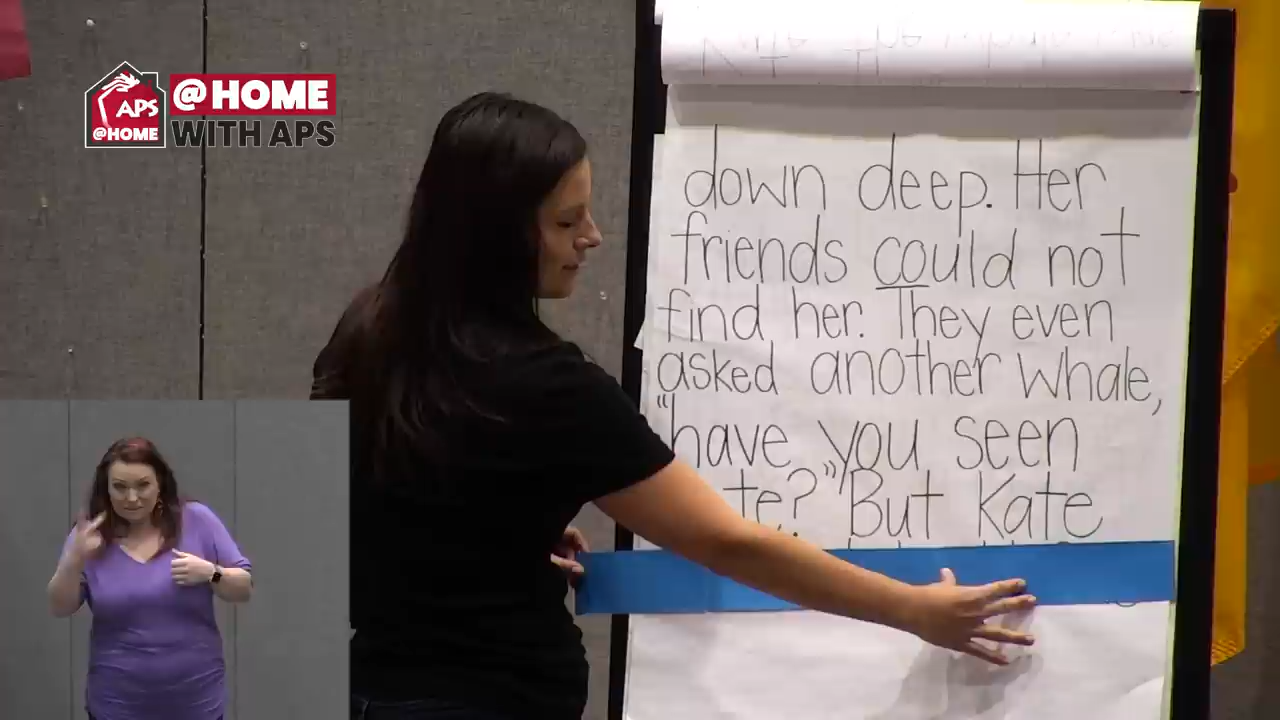 APS
@HOME
@HOME
WITH APS
down deep. Her
friends could not
find her. They even
asked another whale,
"have you seen
te?" But Kate